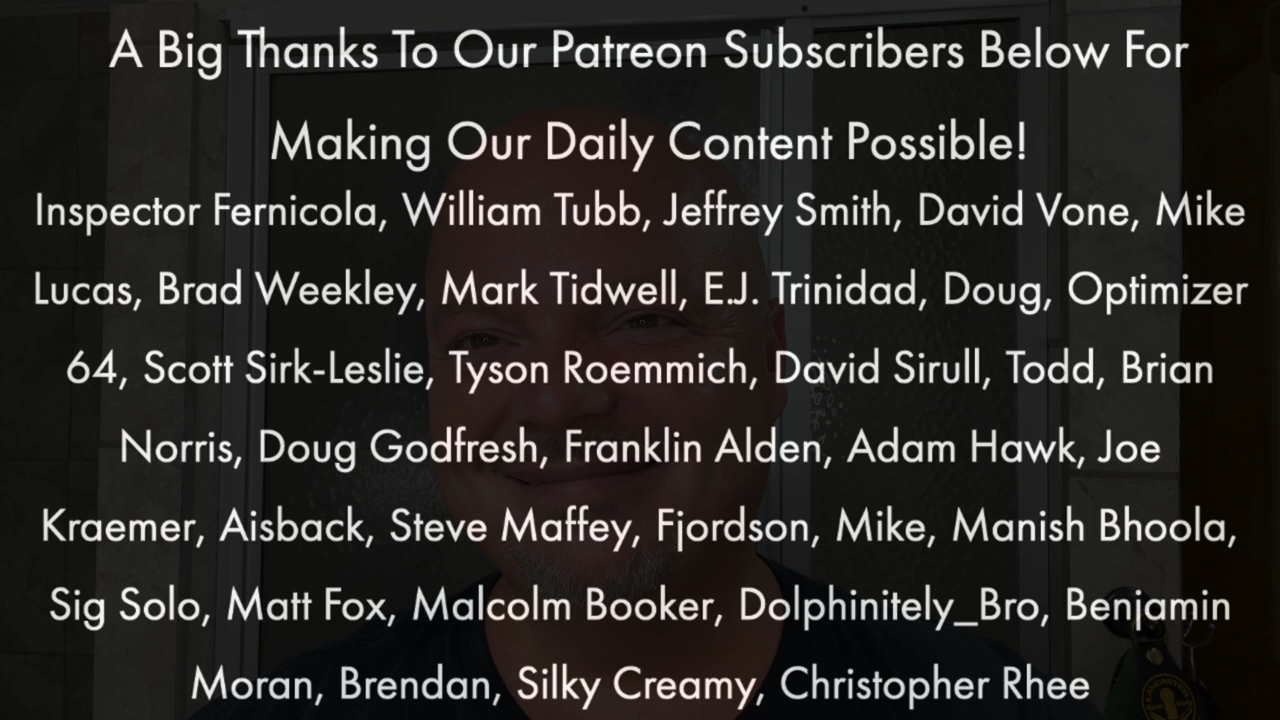 A Big Thanks To Our Patreon Subscribers Below For
Making Our Daily Content Possible!
Inspector Fernicola, William Tubb, Jeffrey Smith, David Vone, Mike
Lucas, Brad Weekley, Mark Tidwell, E.J. Trinidad, Doug, Optimizer
64, Scott Sirk-Leslie, Tyson Roemmich, David Sirull, Todd, Brian
Norris, Doug Godfresh, Franklin Alden, Adam Hawk, Joe
Kraemer, Aisback, Steve Maffey, Fjordson, Mike, Manish Bhoola,
Sig Solo, Matt Fox, Malcolm Booker, Dolphinitely_Bro, Benjamin
Moran, Brendan, Silky Creamy, Christopher Rhee